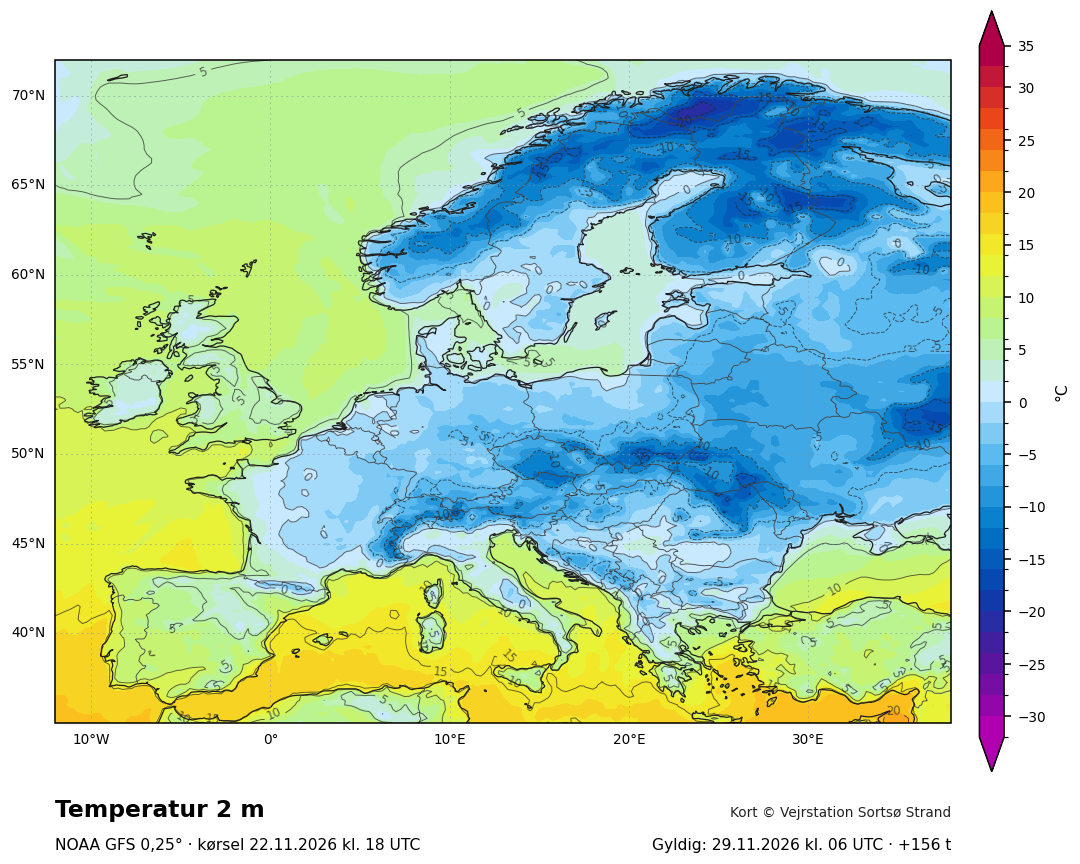 35
30
25
20
15
10
5
0
−5
−10
−15
−20
−25
−30
°C
70°N
65°N
60°N
55°N
50°N
45°N
40°N
10°W
0°
10°E
20°E
30°E
Temperatur 2 m
Kort © Vejrstation Sortsø Strand
NOAA GFS 0,25° · kørsel 22.11.2026 kl. 18 UTC
Gyldig: 29.11.2026 kl. 06 UTC · +156 t